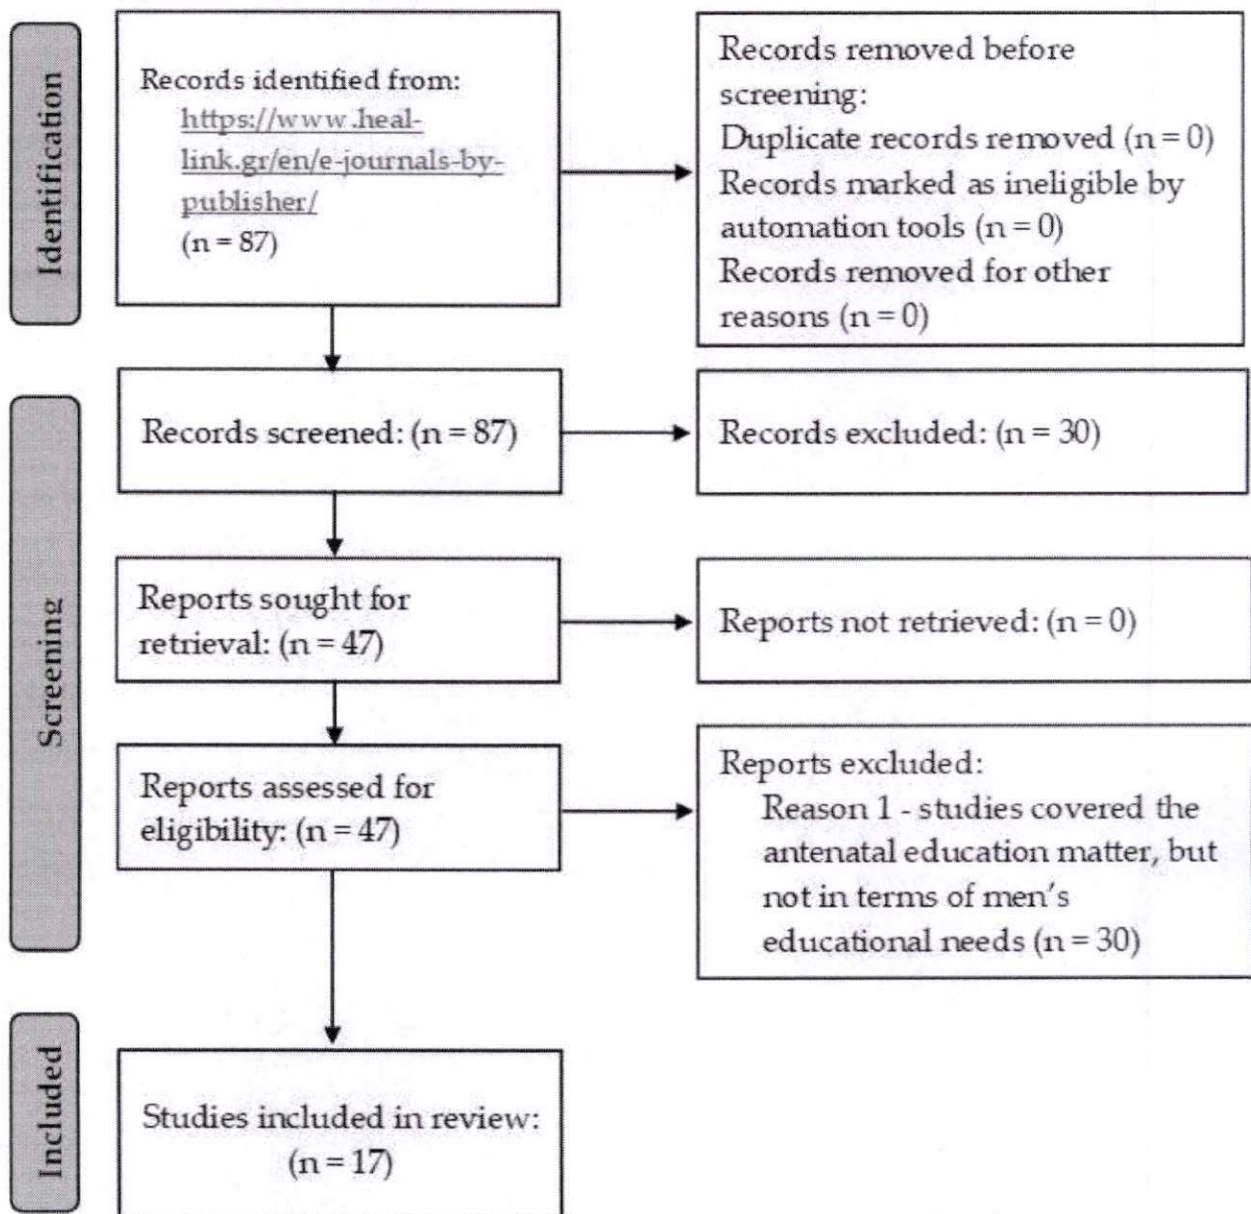 Identification
Records identified from:
https://www.heal-
link.gr/en/e-journals-by-
publisher/
(n = 87)
Records removed before
screening:
Duplicate records removed (n = 0)
Records marked as ineligible by
automation tools (n = 0)
Records removed for other
reasons (n = 0)
Screening
Records screened: (n = 87)
Records excluded: (n = 30)
Reports sought for
retrieval: (n = 47)
Reports not retrieved: (n = 0)
Reports assessed for
eligibility: (n = 47)
Reports excluded:
Reason 1 - studies covered the
antenatal education matter, but
not in terms of men's
educational needs (n = 30)
Included
Studies included in review:
(n = 17)